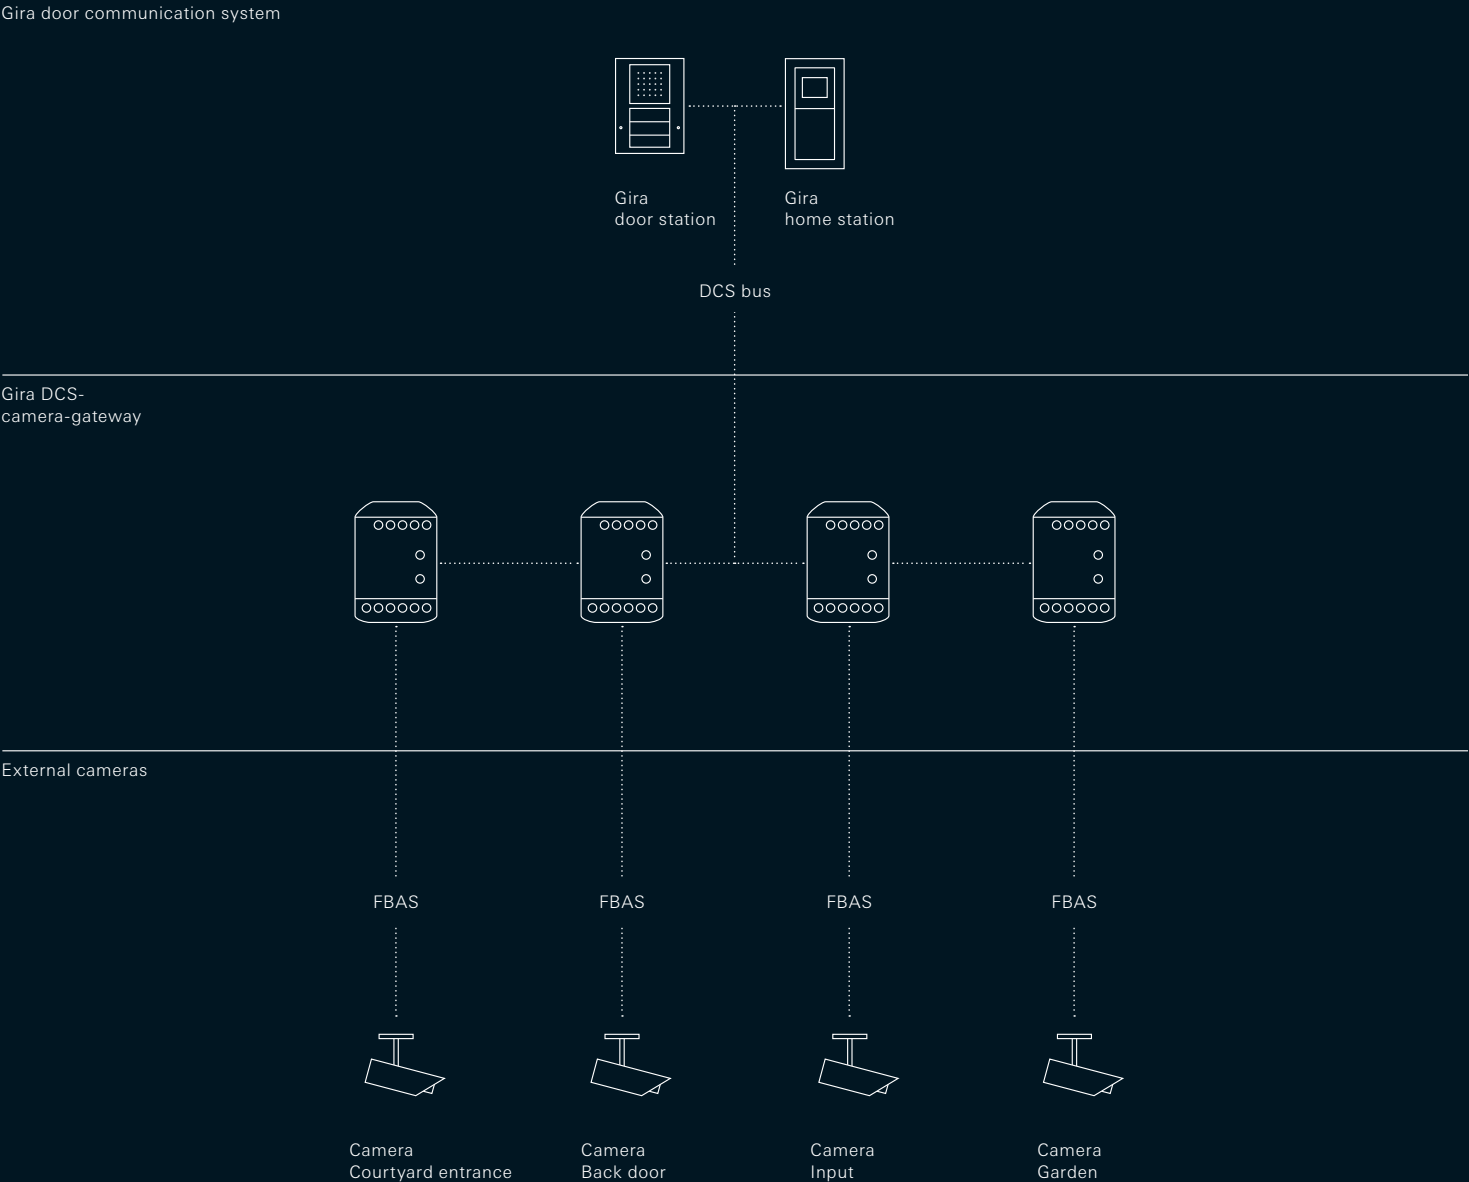 Gira door communication system
Gira
door station
Gira
home station
DCS bus
Gira DCS-
camera-gateway
External cameras
FBAS
FBAS
FBAS
FBAS
Camera
Courtyard entrance
Camera
Back door
Camera
Input
Camera
Garden